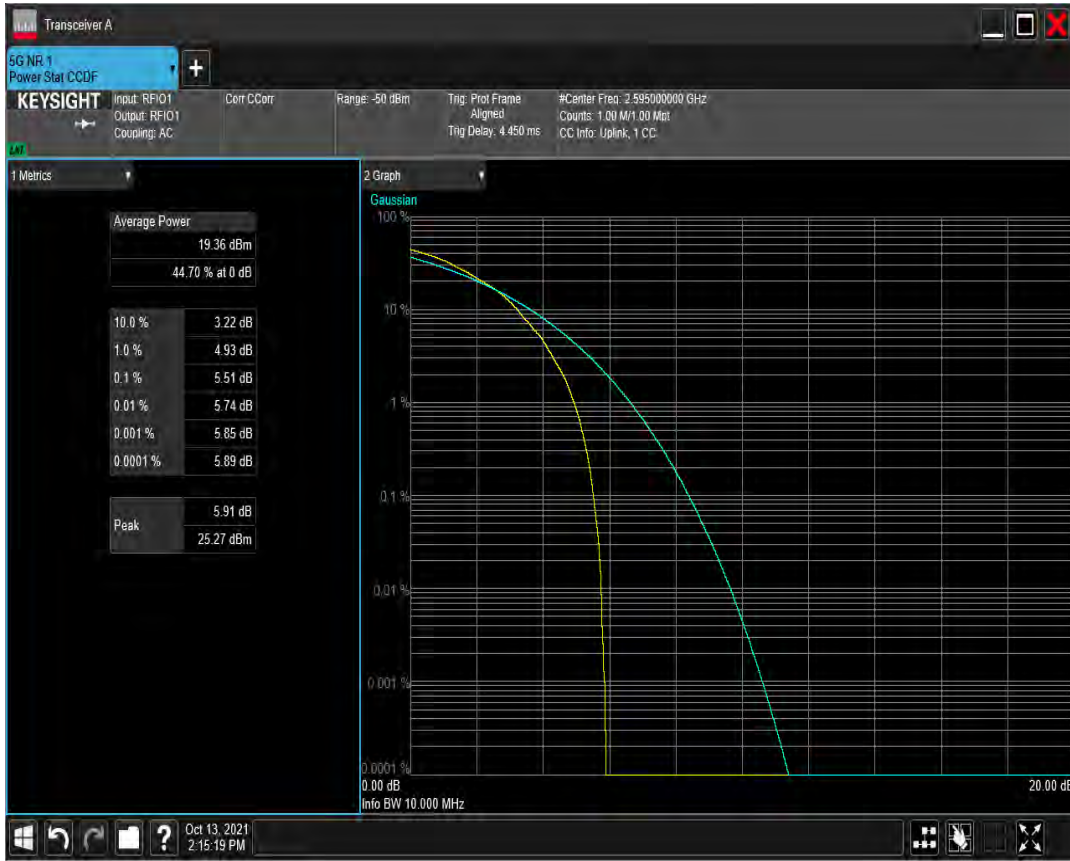 Transceiver A
5G NR 1
Power Stat CCDF
+
KEYSIGHT
Input: RFIO1
Output: RFIO1
Coupling: AC
Corr CCorr
Range: -50 dBm
Trig: Prot Frame
Aligned
Trig Delay: 4.450 ms
#Center Freq: 2.595000000 GHz
Counts: 1.00 M/1.00 Mpt
CC Info: Uplink, 1 CC
1 Metrics
Average Power
19.36 dBm
44.70 % at 0 dB
10.0 % 3.22 dB
1.0 % 4.93 dB
0.1 % 5.51 dB
0.01 % 5.74 dB
0.001 % 5.85 dB
0.0001 % 5.89 dB
Peak 5.91 dB
25.27 dBm
2 Graph
Gaussian
100 %
10 %
1 %
0.1 %
0.01 %
0.001 %
0.0001 %
0.00 dB
20.00 dB
Info BW 10.000 MHz
?
Oct 13, 2021
2:15:19 PM